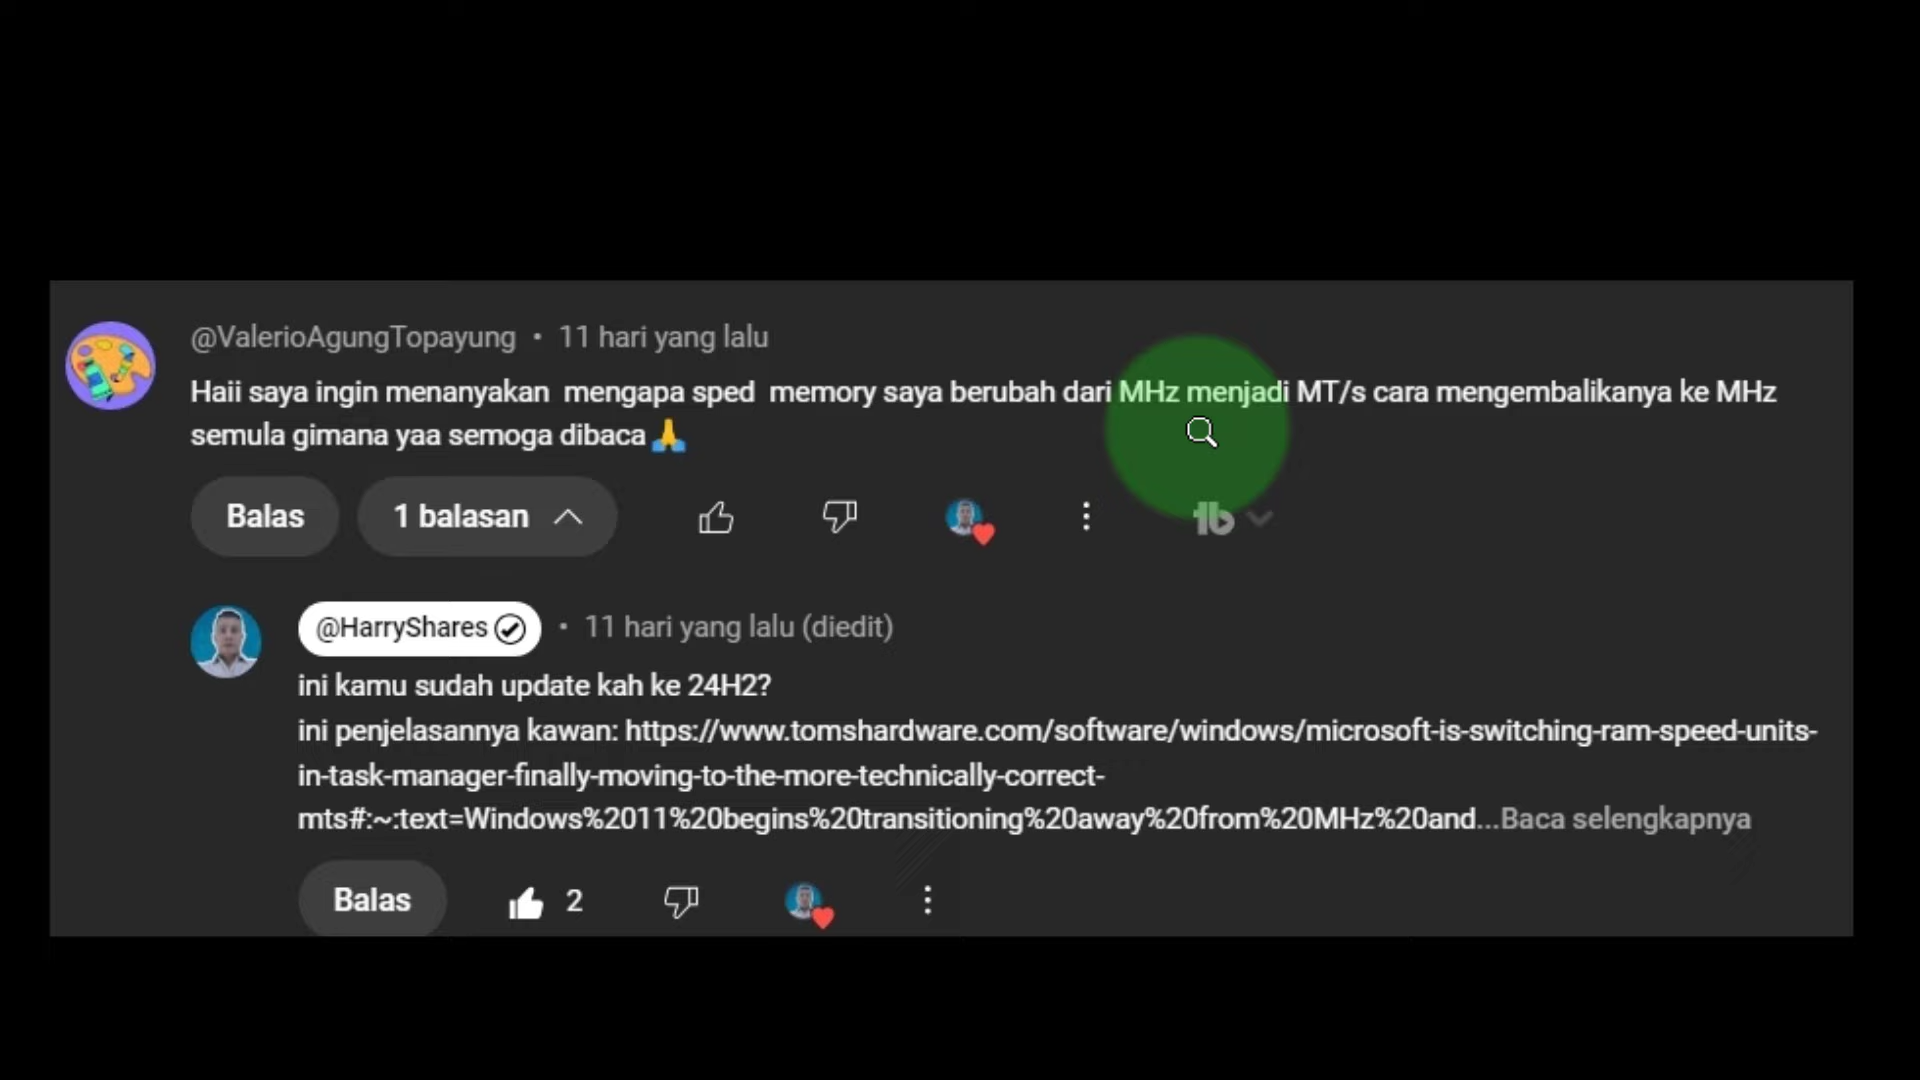 @ValerioAgungTopayung • 11 hari yang lalu
Haii saya ingin menanyakan mengapa sped memory saya berubah dari MHz menjadi MT/s cara mengembalikanya ke MHz
semula gimana yaa semoga dibaca🙏
Balas 1 balasan
@HarryShares • 11 hari yang lalu (diedit)
ini kamu sudah update kah ke 24H2?
ini penjelasannya kawan: https://www.tomshardware.com/software/windows/microsoft-is-switching-ram-speed-units-
in-task-manager-finally-moving-to-the-more-technically-correct-
mts#:~:text=Windows%2011%20begins%20transitioning%20away%20from%20MHz%20and...Baca selengkapnya
Balas 2